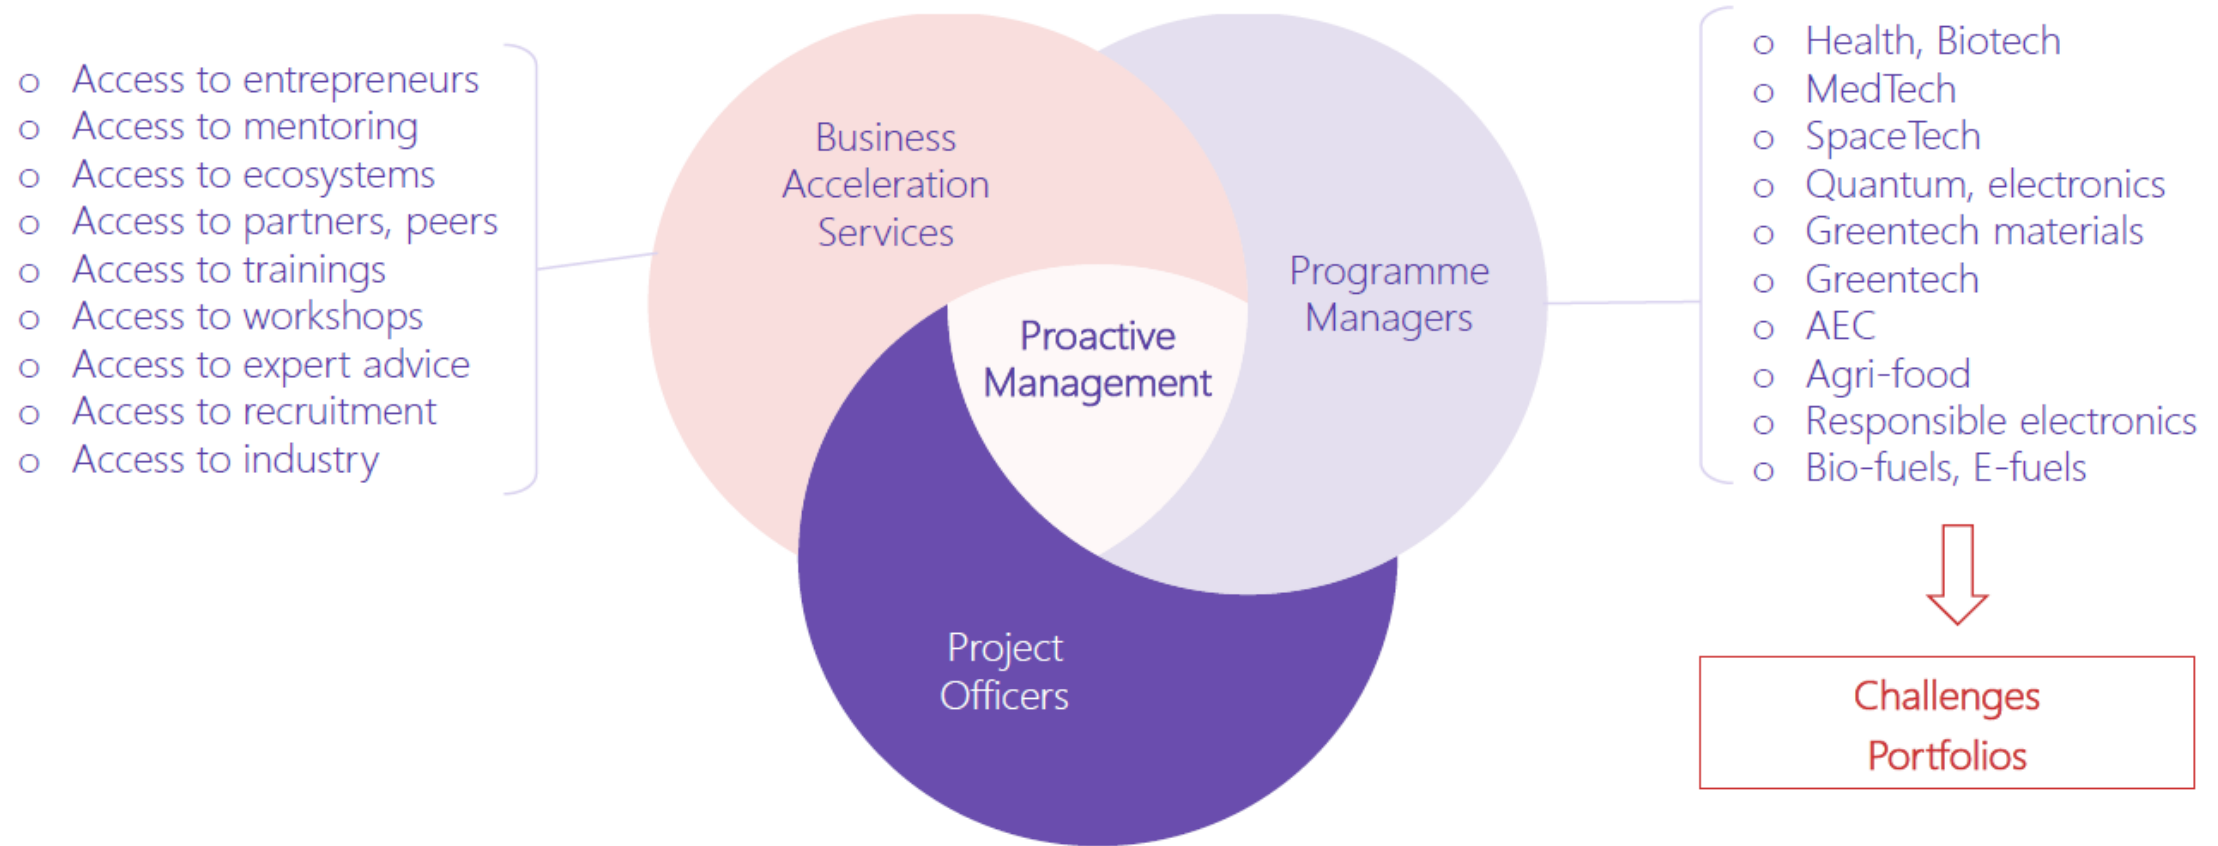 o Access to entrepreneurs
o Access to mentoring
o Access to ecosystems
o Access to partners, peers
o Access to trainings
o Access to workshops
o Access to expert advice
o Access to recruitment
o Access to industry
Business
Acceleration
Services
Programme
Managers
Proactive
Management
Project
Officers
o Health, Biotech
o MedTech
o SpaceTech
o Quantum, electronics
o Greentech materials
o Greentech
o AEC
o Agri-food
o Responsible electronics
o Bio-fuels, E-fuels
Challenges
Portfolios